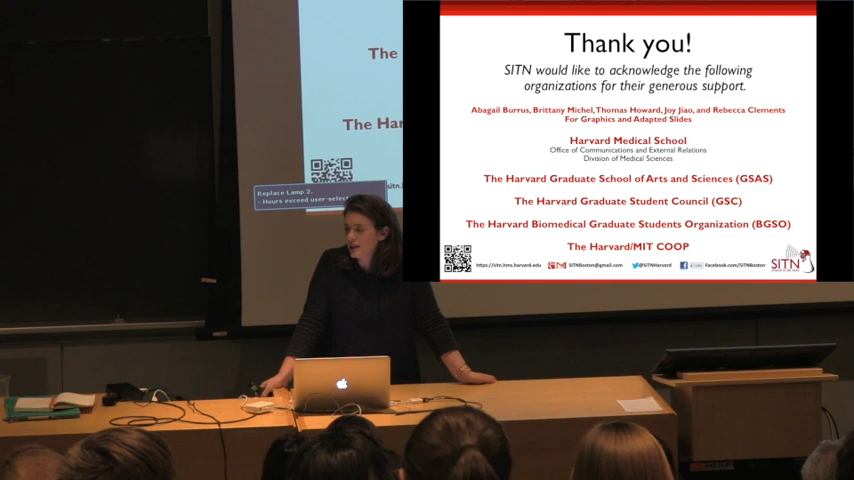 Thank you!
SITN would like to acknowledge the following
organizations for their generous support.
Abagail Burrus, Brittany Michel, Thomas Howard, Joy Jiao, and Rebecca Clements
For Graphics and Adapted Slides
Harvard Medical School
Office of Communications and External Relations
Division of Medical Sciences
The Harvard Graduate School of Arts and Sciences (GSAS)
The Harvard Graduate Student Council (GSC)
The Harvard Biomedical Graduate Students Organization (BGSO)
The Harvard/MIT COOP
https://sitn.hms.harvard.edu SITNBoston@gmail.com @SITNHarvard Facebook.com/SITNBoston
SITN
The
The Har
sitn.
Replace Lamp 2.
- Hours exceed user-select